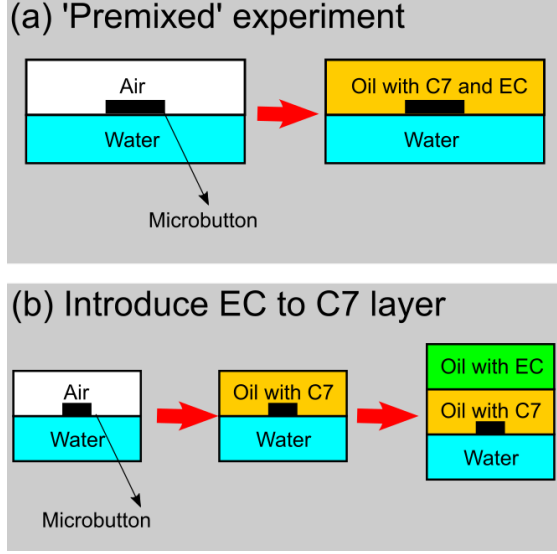 (a) 'Premixed' experiment
Air
Water
Microbutton
Oil with C7 and EC
Water
(b) Introduce EC to C7 layer
Air
Water
Microbutton
Oil with C7
Water
Oil with EC
Oil with C7
Water